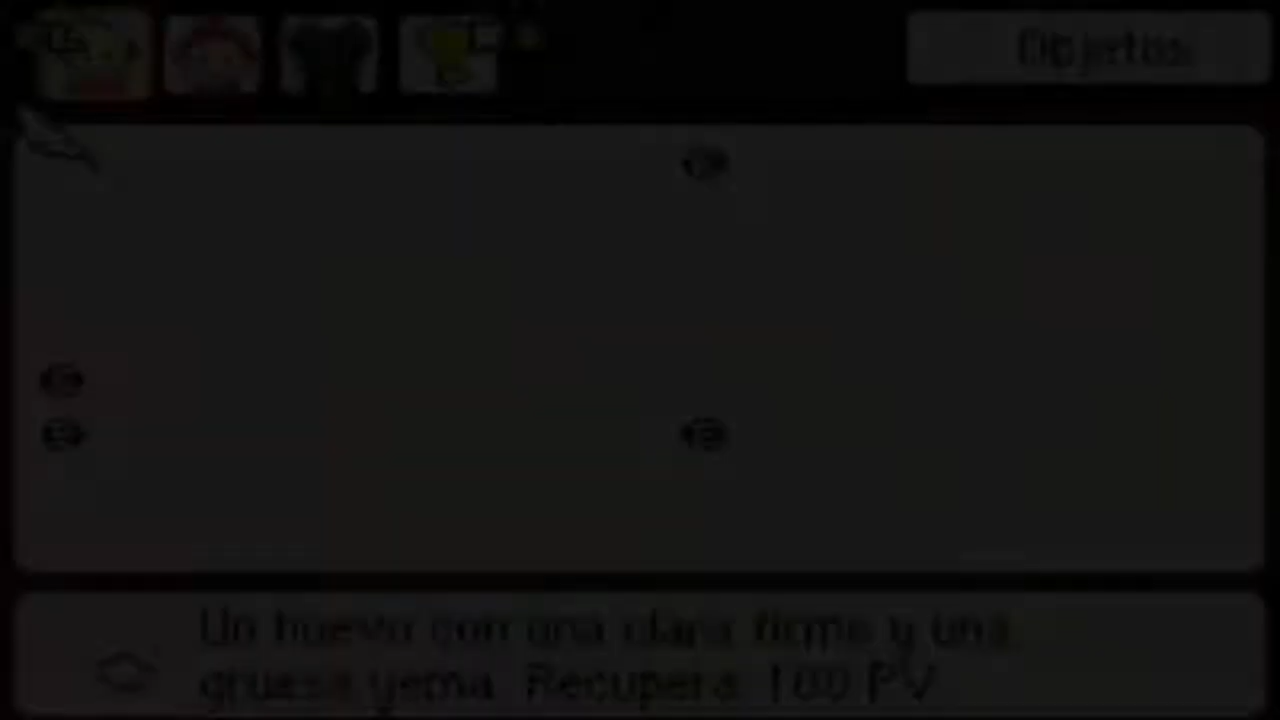 Objetos
Un huevo con una clara firme y una
gruesa yema. Recupera 100 PV